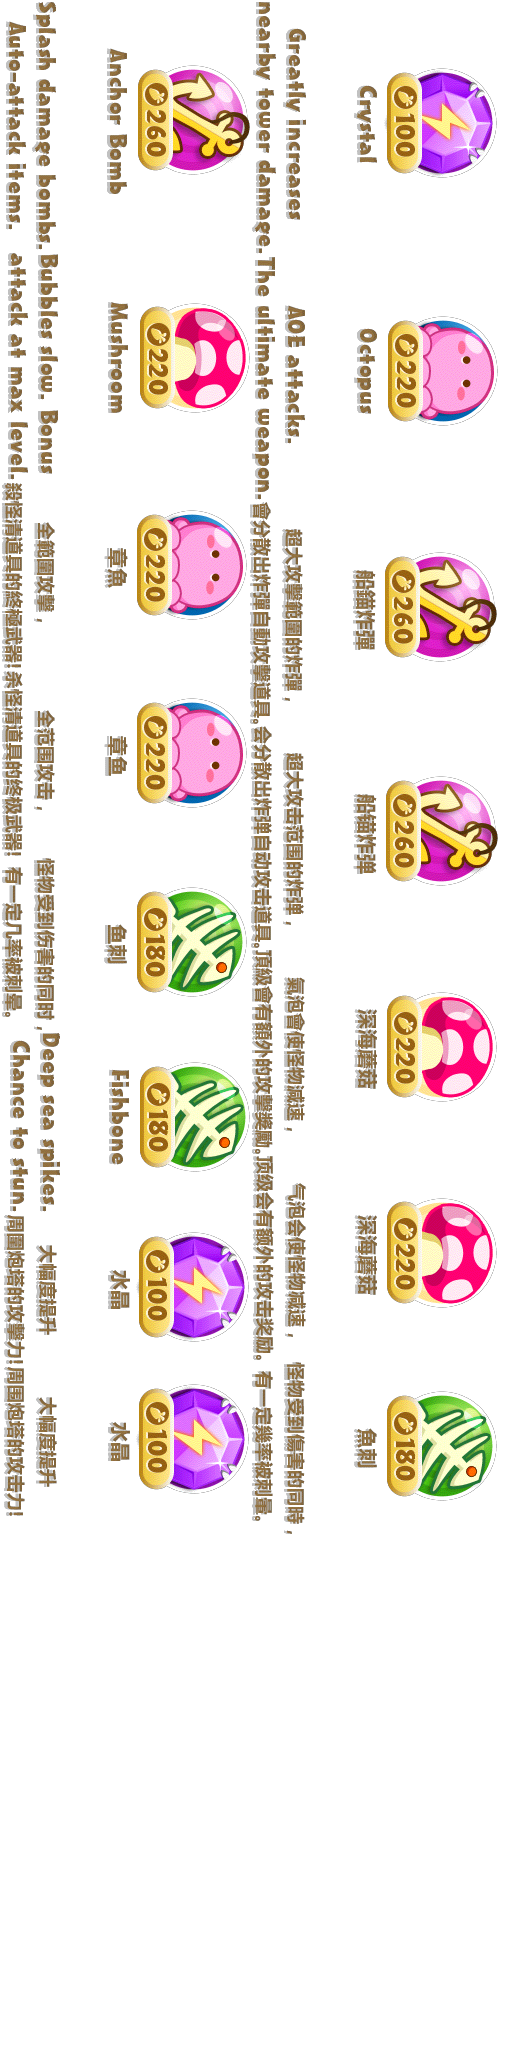 100
Crystal
Greatly increases
nearby tower damage.
220
Octopus
AOE attacks.
The ultimate weapon.
260
船錨炸彈
超大攻擊範圍的炸彈，
會分散出炸彈自動攻擊道具。
260
船锚炸弹
超大攻击范围的炸弹，
会分散出炸弹自动攻击道具。
220
深海蘑菇
氣泡會使怪物減速，
頂級會有額外的攻擊獎勵。
220
深海蘑菇
气泡会使怪物减速，
顶级会有额外的攻击奖励。
180
魚刺
怪物受到傷害的同時，
有一定幾率被刺暈。
260
Anchor Bomb
Splash damage bombs.
Auto-attack items.
220
Mushroom
Bubbles slow. Bonus
attack at max level.
220
章魚
全範圍攻擊，
殺怪清道具的終極武器！
220
章鱼
全范围攻击，
杀怪清道具的终极武器！
180
鱼刺
怪物受到伤害的同时，
有一定几率被刺晕。
180
Fishbone
Deep sea spikes.
Chance to stun.
100
水晶
大幅度提升
周圍炮塔的攻擊力！
100
水晶
大幅度提升
周围炮塔的攻击力！